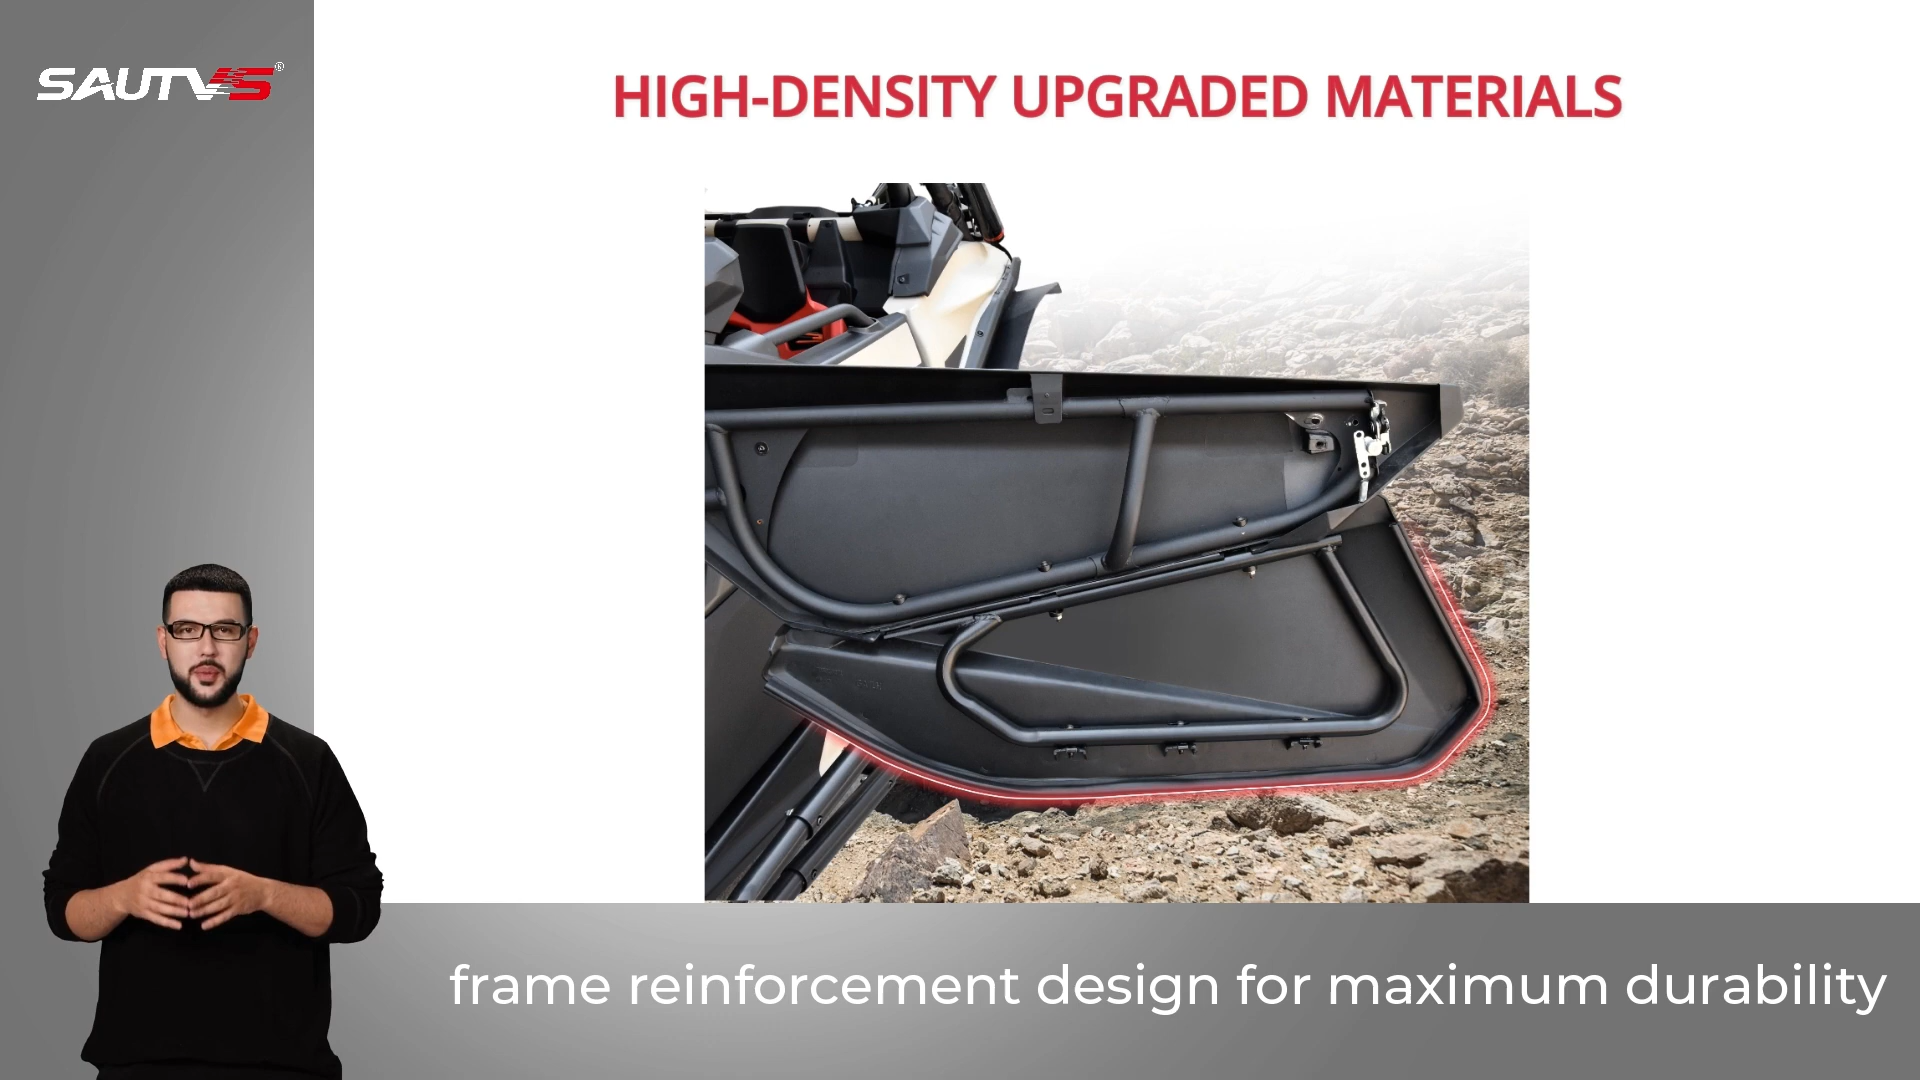 SAUTVS®
HIGH-DENSITY UPGRADED MATERIALS
frame reinforcement design for maximum durability